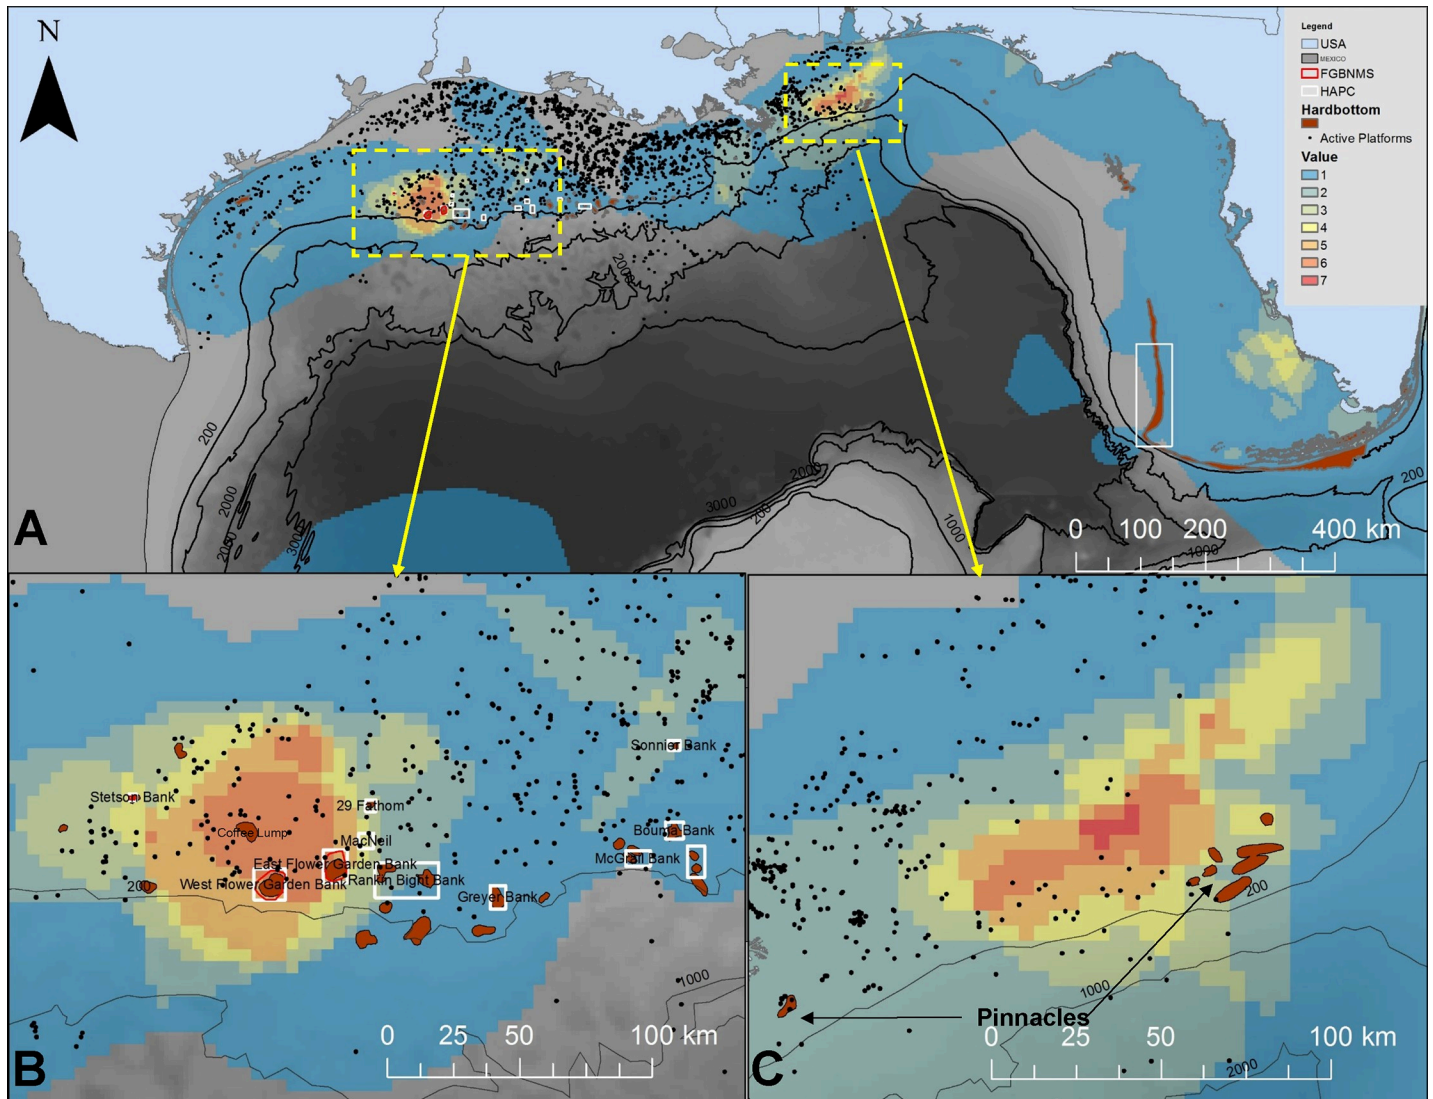 N
Legend
USA
MEXICO
FGBNMS
HAPC
Hardbottom
Active Platforms
Value
1
2
3
4
5
6
7
200
2000
2000
3000
2000
2000
3000
200
1000
200
1000
0 100 200 400 km
A
Stetson Bank
Coffee Lump
29 Fathom
MacNeil
East Flower Garden Bank
West Flower Garden Bank
Rankin Bight Bank
Greyer Bank
Sonnier Bank
Bouma Bank
McGrail Bank
200
1000
0 25 50 100 km
B
200
1000
Pinnacles
0 25 50 100 km
2000
C